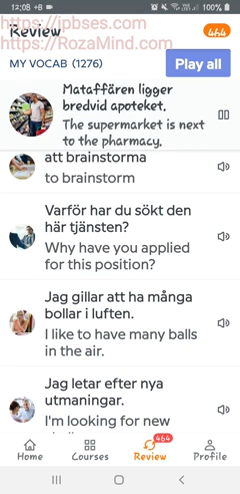 12:08 +B
100%
https://jpbses.com
Review
464
https://RozaMind.com
MY VOCAB (1276)
Play all
Mataffären ligger
bredvid apoteket.
The supermarket is next
to the pharmacy.
att brainstorma
to brainstorm
Varför har du sökt den
här tjänsten?
Why have you applied
for this position?
Jag gillar att ha många
bollar i luften.
I like to have many balls
in the air.
Jag letar efter nya
utmaningar.
I'm looking for new
464
Home
Courses
Review
Profile